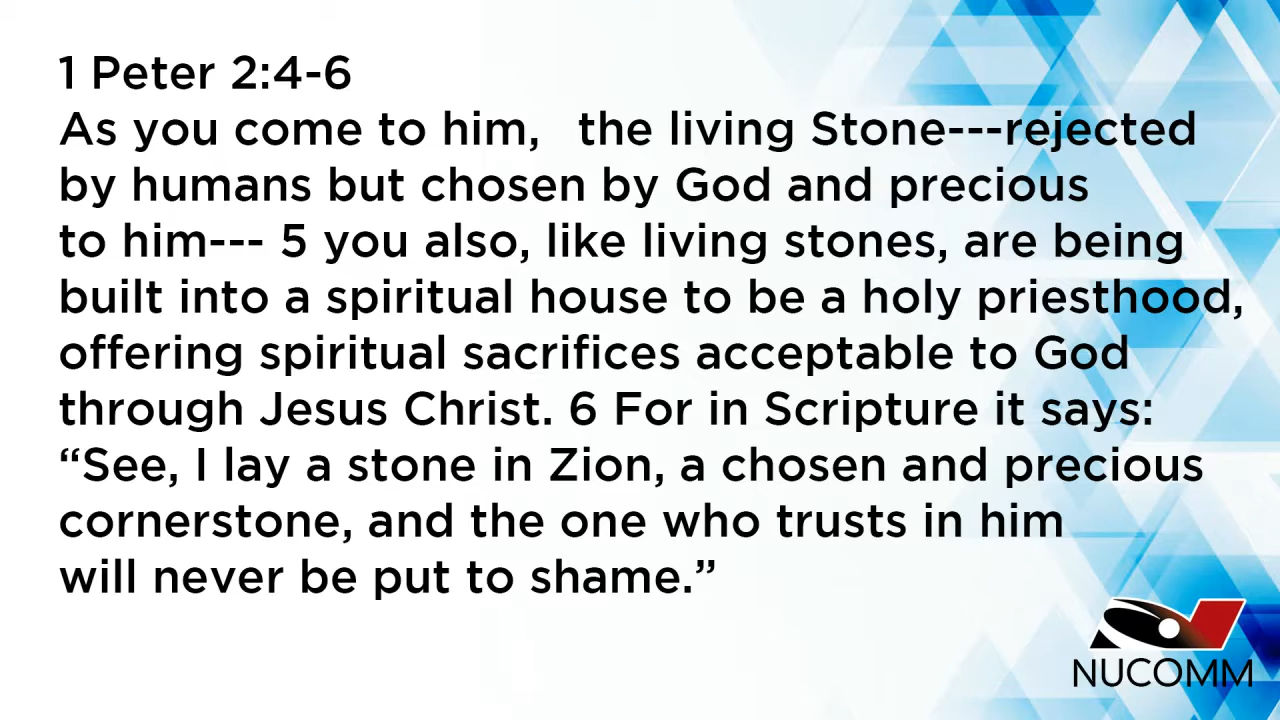 1 Peter 2:4-6
As you come to him,   the living Stone---rejected
by humans but chosen by God and precious
to him--- 5 you also, like living stones, are being
built into a spiritual house to be a holy priesthood,
offering spiritual sacrifices acceptable to God
through Jesus Christ. 6 For in Scripture it says:
“See, I lay a stone in Zion, a chosen and precious
cornerstone, and the one who trusts in him
will never be put to shame.”
NUCOMM